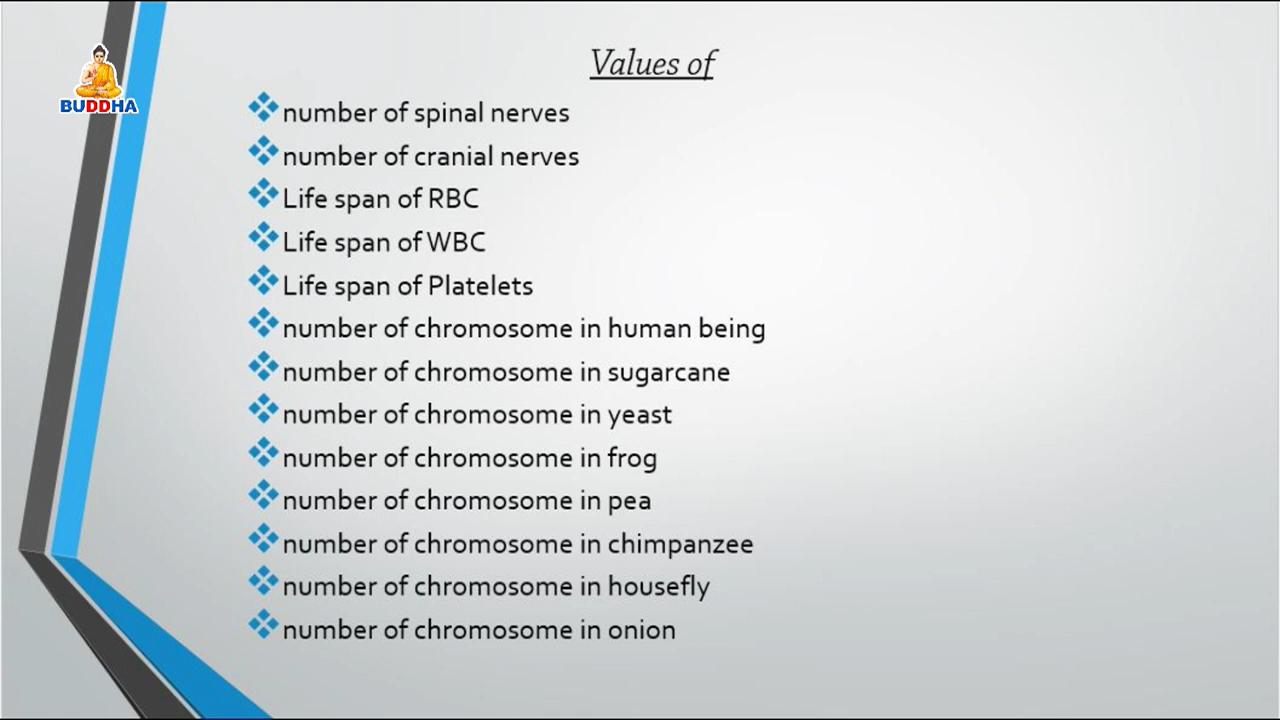 BUDDHA
Values of
number of spinal nerves
number of cranial nerves
Life span of RBC
Life span of WBC
Life span of Platelets
number of chromosome in human being
number of chromosome in sugarcane
number of chromosome in yeast
number of chromosome in frog
number of chromosome in pea
number of chromosome in chimpanzee
number of chromosome in housefly
number of chromosome in onion